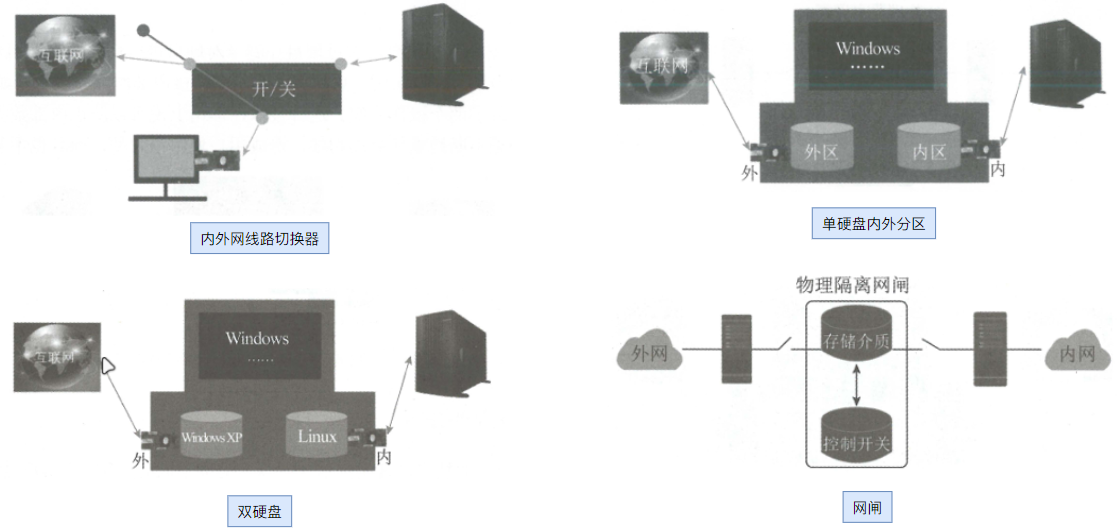 互联网
开/关
内外网线路切换器
互联网
Windows
······
外区
内区
外
内
单硬盘内外分区
互联网
Windows
······
Windows XP
Linux
外
内
双硬盘
物理隔离网闸
外网
存储介质
控制开关
内网
网闸